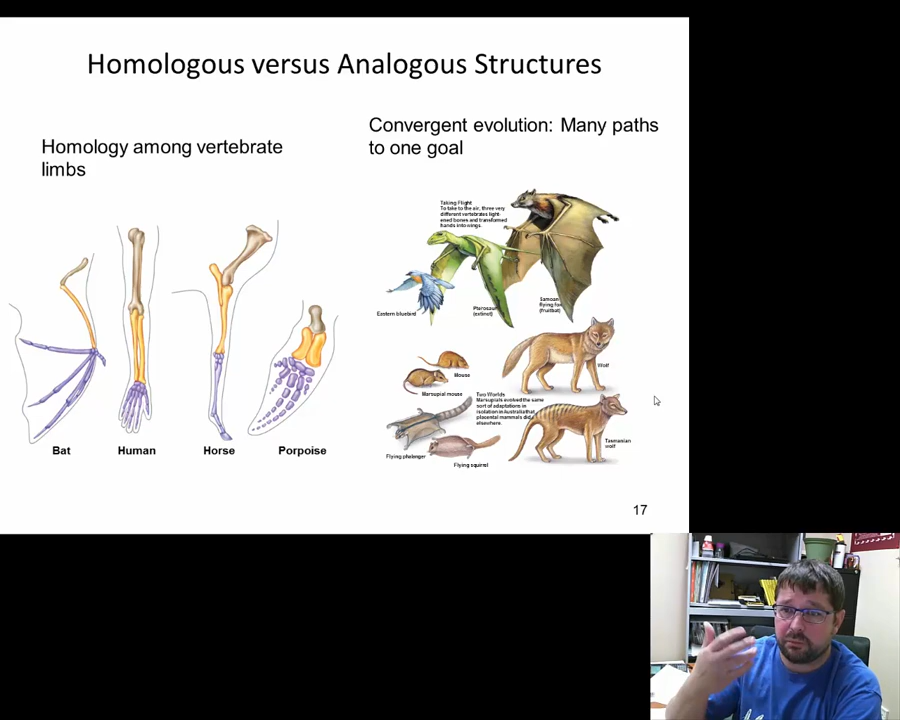 Homologous versus Analogous Structures
Homology among vertebrate
limbs
Bat
Human
Horse
Porpoise
Convergent evolution: Many paths
to one goal
Taking Flight
To take to the air, three very
different vertebrates light-
ened bones and transformed
hands into wings.
Eastern bluebird
Pterosaur
(extinct)
Samoan
flying fox
(fruitbat)
Mouse
Marsupial mouse
Wolf
Two Worlds
Marsupials evolved the same
sort of adaptations in
isolation in Australia that
placental mammals did
elsewhere.
Flying phalanger
Flying squirrel
Tasmanian
wolf
17